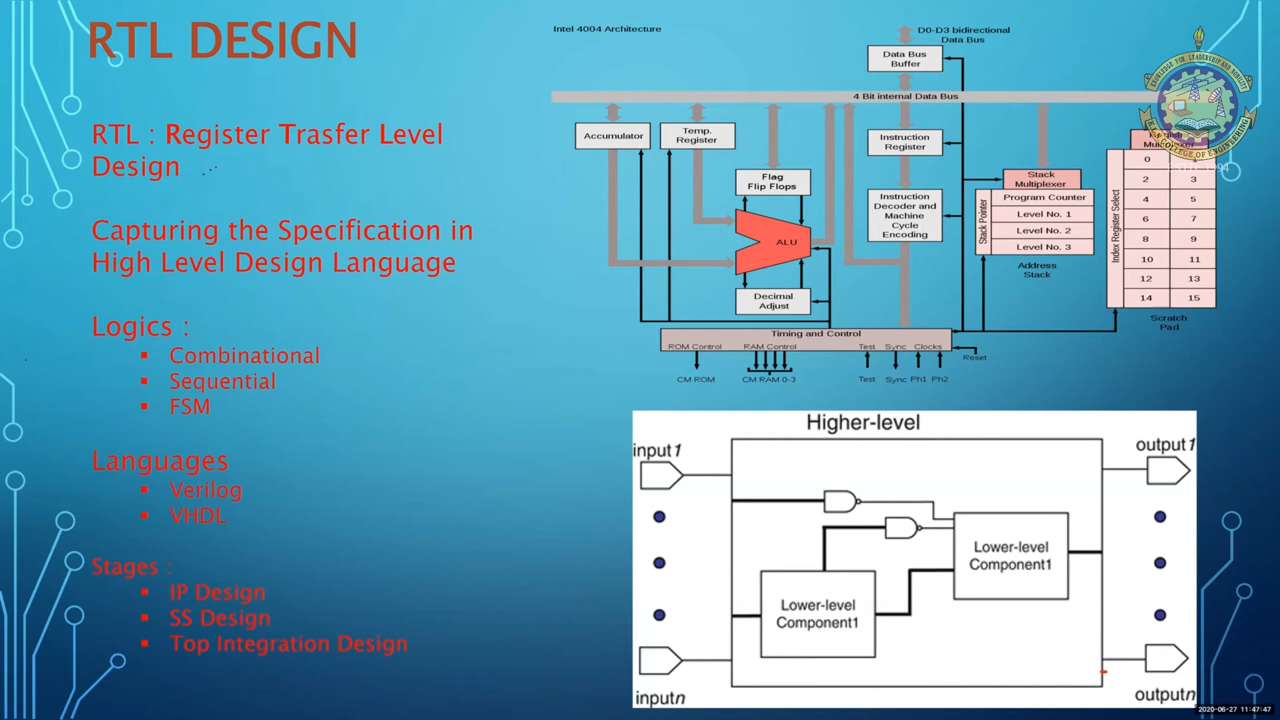 RTL DESIGN
RTL : Register Trasfer Level
Design
Capturing the Specification in
High Level Design Language
Logics :
▪ Combinational
▪ Sequential
▪ FSM
Languages
▪ Verilog
▪ VHDL
Stages :
▪ IP Design
▪ SS Design
▪ Top Integration Design
Intel 4004 Architecture
D0-D3 bidirectional
Data Bus
Data Bus
Buffer
4 Bit internal Data Bus
Accumulator
Temp.
Register
Flag
Flip Flops
ALU
Decimal
Adjust
Instruction
Register
Instruction
Decoder and
Machine
Cycle
Encoding
Stack
Multiplexer
Stack Pointer
Program Counter
Level No. 1
Level No. 2
Level No. 3
Address
Stack
Index Register Select
0
2 3
4 5
6 7
8 9
10 11
12 13
14 15
Scratch
Pad
Timing and Control
ROM Control RAM Control Test Sync Clocks
Reset
CM ROM CM RAM 0-3 Test Sync Ph1 Ph2
COLLEGE OF ENGINEERING
Higher-level
input1
output1
Lower-level
Component1
Lower-level
Component1
inputn
outputn
2020-06-27 11:47:47